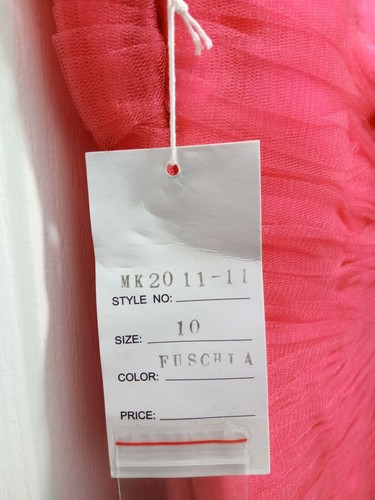 MK2011-11
STYLE NO:
10
SIZE:
FUSCHIA
COLOR:
PRICE: